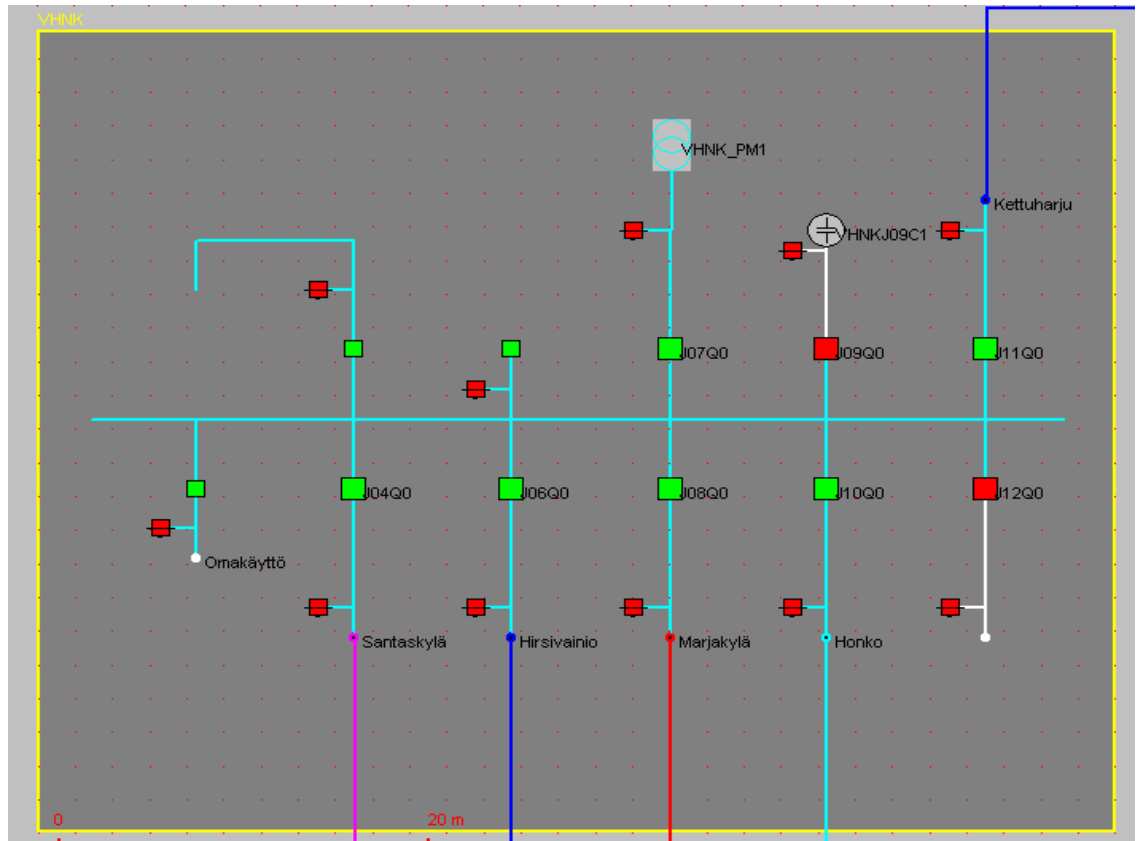 VHNK
VHNK_PM1
Kettuharju
VHNKJ09C1
J07Q0
J09Q0
J11Q0
J04Q0
J06Q0
J08Q0
J10Q0
J12Q0
Omakäyttö
Santaskylä
Hirsivainio
Marjakylä
Honko
0
20 m